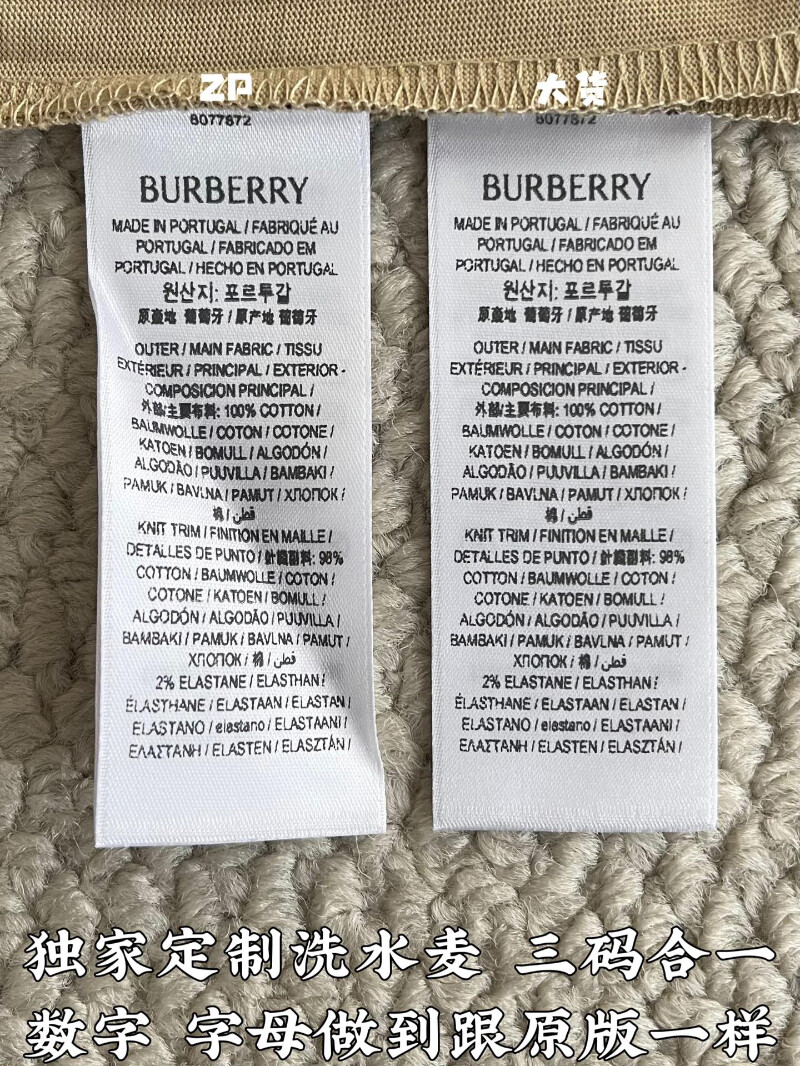 ZP
大货
8077872
BURBERRY
MADE IN PORTUGAL / FABRIQUÉ AU
PORTUGAL / FABRICADO EM
PORTUGAL / HECHO EN PORTUGAL
원산지: 포르투갈
原產地 葡萄牙 / 原产地 葡萄牙
OUTER / MAIN FABRIC / TISSU
EXTÉRIEUR / PRINCIPAL / EXTERIOR -
COMPOSICION PRINCIPAL /
外部/主要布料: 100% COTTON /
BAUMWOLLE / COTON / COTONE /
KATOEN / BOMULL / ALGODÓN /
ALGODÃO / PUUVILLA / BAMBAKI /
PAMUK / BAVLNA / PAMUT / ХЛОПОК /
棉 / قطن /
KNIT TRIM / FINITION EN MAILLE /
DETALLES DE PUNTO / 針織副料: 98%
COTTON / BAUMWOLLE / COTON /
COTONE / KATOEN / BOMULL /
ALGODÓN / ALGODÃO / PUUVILLA /
BAMBAKI / PAMUK / BAVLNA / PAMUT /
ХЛОПОК / 棉 / قطن /
2% ELASTANE / ELASTHAN /
ÉLASTHANE / ELASTAAN / ELASTAN /
ELASTANO / elastano / ELASTAANI /
ΕΛΑΣΤΑΝΗ / ELASTEN / ELASZTÁN /
8077872
BURBERRY
MADE IN PORTUGAL / FABRIQUÉ AU
PORTUGAL / FABRICADO EM
PORTUGAL / HECHO EN PORTUGAL
원산지: 포르투갈
原產地 葡萄牙 / 原产地 葡萄牙
OUTER / MAIN FABRIC / TISSU
EXTÉRIEUR / PRINCIPAL / EXTERIOR -
COMPOSICION PRINCIPAL /
外部/主要布料: 100% COTTON /
BAUMWOLLE / COTON / COTONE /
KATOEN / BOMULL / ALGODÓN /
ALGODÃO / PUUVILLA / BAMBAKI /
PAMUK / BAVLNA / PAMUT / ХЛОПОК /
棉 / قطن /
KNIT TRIM / FINITION EN MAILLE /
DETALLES DE PUNTO / 針織副料: 98%
COTTON / BAUMWOLLE / COTON /
COTONE / KATOEN / BOMULL /
ALGODÓN / ALGODÃO / PUUVILLA /
BAMBAKI / PAMUK / BAVLNA / PAMUT /
ХЛОПОК / 棉 / قطن /
2% ELASTANE / ELASTHAN /
ÉLASTHANE / ELASTAAN / ELASTAN /
ELASTANO / elastano / ELASTAANI /
ΕΛΑΣΤΑΝΗ / ELASTEN / ELASZTÁN /
独家定制洗水麦 三码合一
数字 字母做到跟原版一样